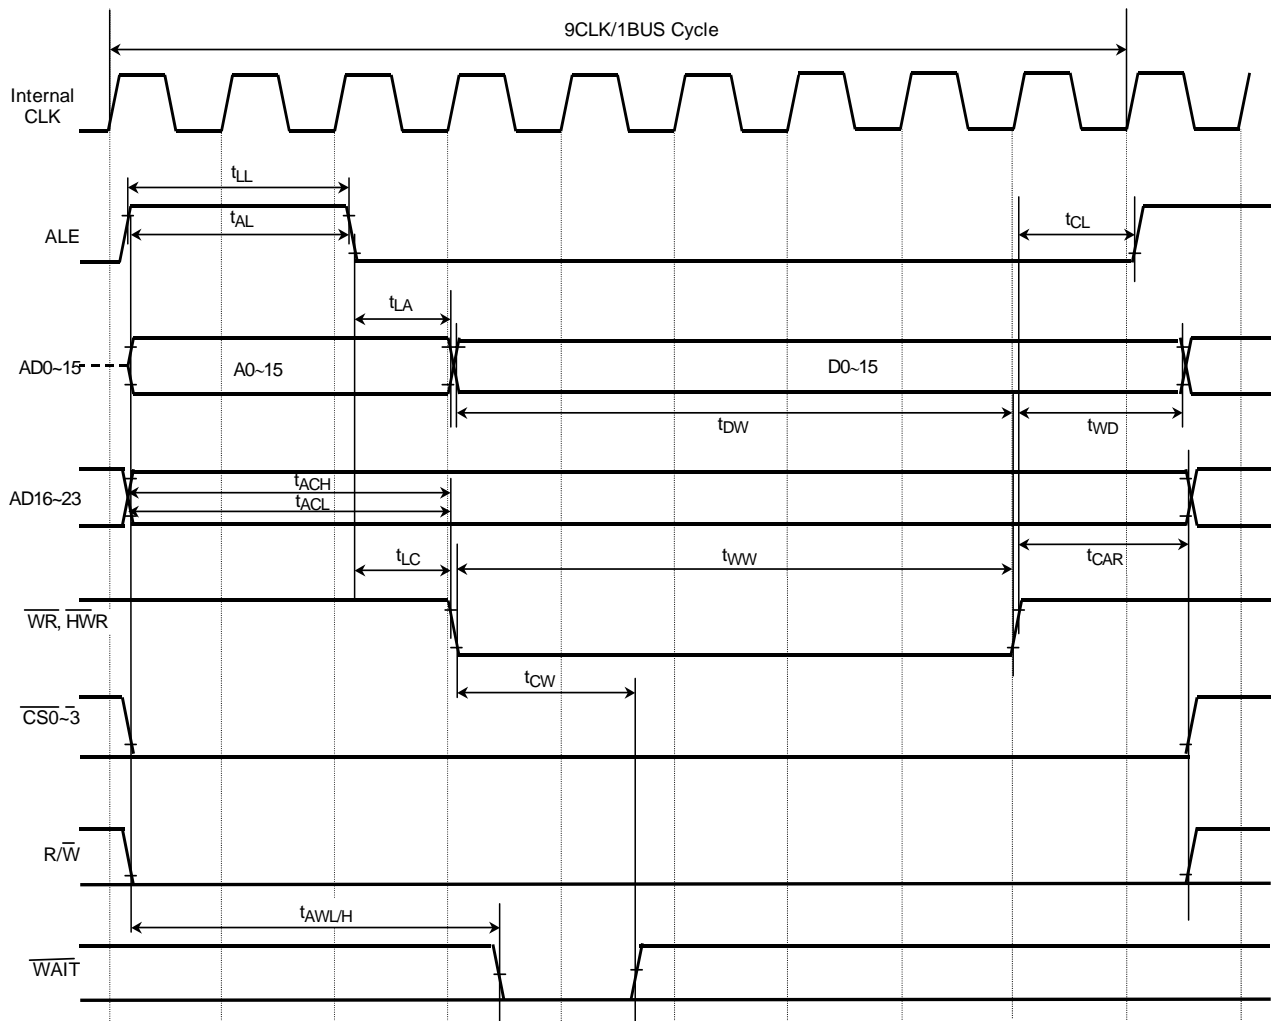 9CLK/1BUS Cycle
Internal
CLK
tLL
ALE
tAL
tCL
tLA
AD0~15
A0~15
D0~15
tDW
tWD
AD16~23
tACH
tACL
tLC
tWW
tCAR
WR, HWR
tCW
CS0~3
R/W
tAWL/H
WAIT